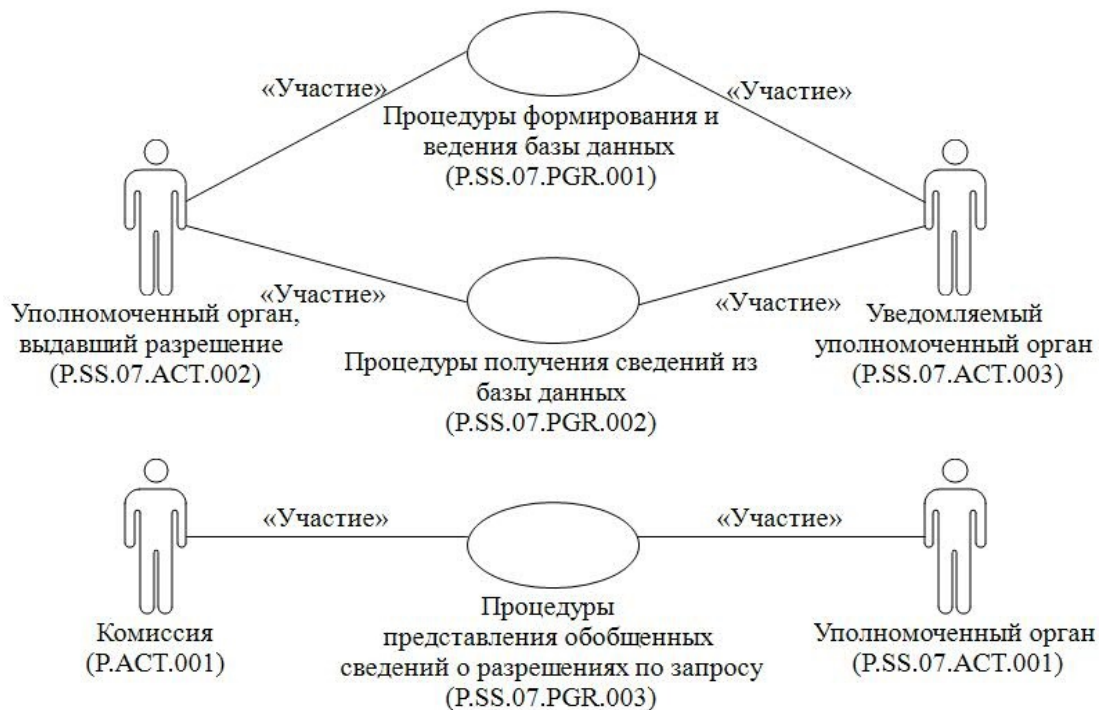 «Участие»
«Участие»
Процедуры формирования и
ведения базы данных
(P.SS.07.PGR.001)
«Участие»
«Участие»
Уполномоченный орган,
выдавший разрешение
(P.SS.07.ACT.002)
Процедуры получения сведений из
базы данных
(P.SS.07.PGR.002)
Уведомляемый
уполномоченный орган
(P.SS.07.ACT.003)
«Участие»
«Участие»
Комиссия
(P.ACT.001)
Процедуры
представления обобщенных
сведений о разрешениях по запросу
(P.SS.07.PGR.003)
Уполномоченный орган
(P.SS.07.ACT.001)